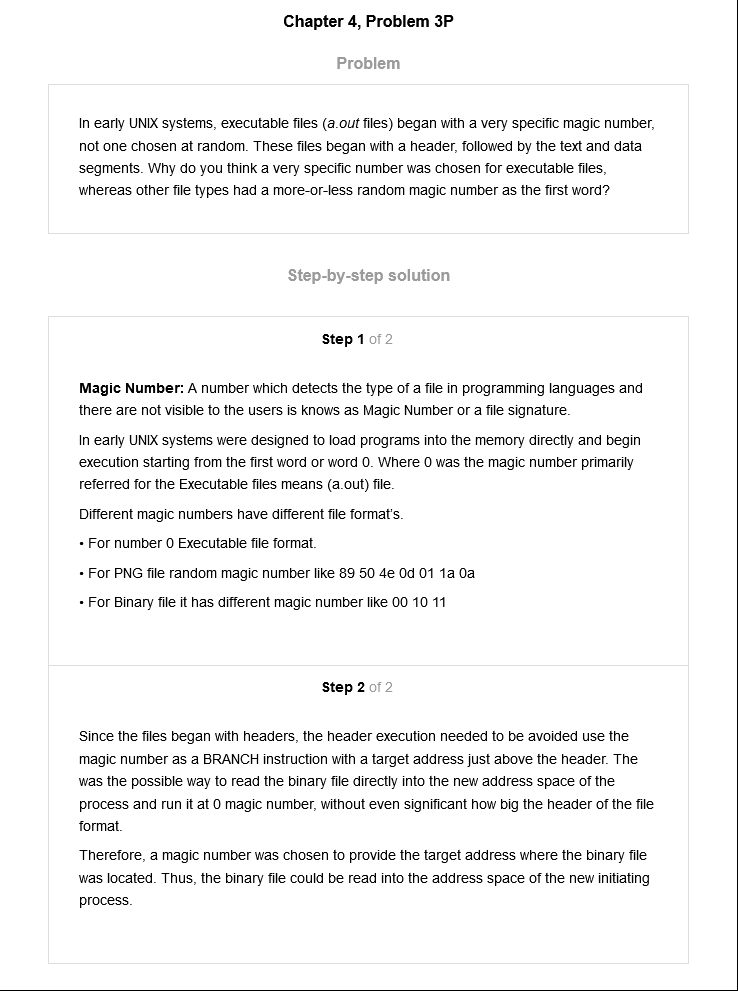 Chapter 4, Problem 3P
Problem
In early UNIX systems, executable files (a.out files) began with a very specific magic number,
not one chosen at random. These files began with a header, followed by the text and data
segments. Why do you think a very specific number was chosen for executable files,
whereas other file types had a more-or-less random magic number as the first word?
Step-by-step solution
Step 1 of 2
Magic Number: A number which detects the type of a file in programming languages and
there are not visible to the users is knows as Magic Number or a file signature.
In early UNIX systems were designed to load programs into the memory directly and begin
execution starting from the first word or word 0. Where 0 was the magic number primarily
referred for the Executable files means (a.out) file.
Different magic numbers have different file format's.
• For number 0 Executable file format.
• For PNG file random magic number like 89 50 4e 0d 01 1a 0a
• For Binary file it has different magic number like 00 10 11
Step 2 of 2
Since the files began with headers, the header execution needed to be avoided use the
magic number as a BRANCH instruction with a target address just above the header. The
was the possible way to read the binary file directly into the new address space of the
process and run it at 0 magic number, without even significant how big the header of the file
format.
Therefore, a magic number was chosen to provide the target address where the binary file
was located. Thus, the binary file could be read into the address space of the new initiating
process.